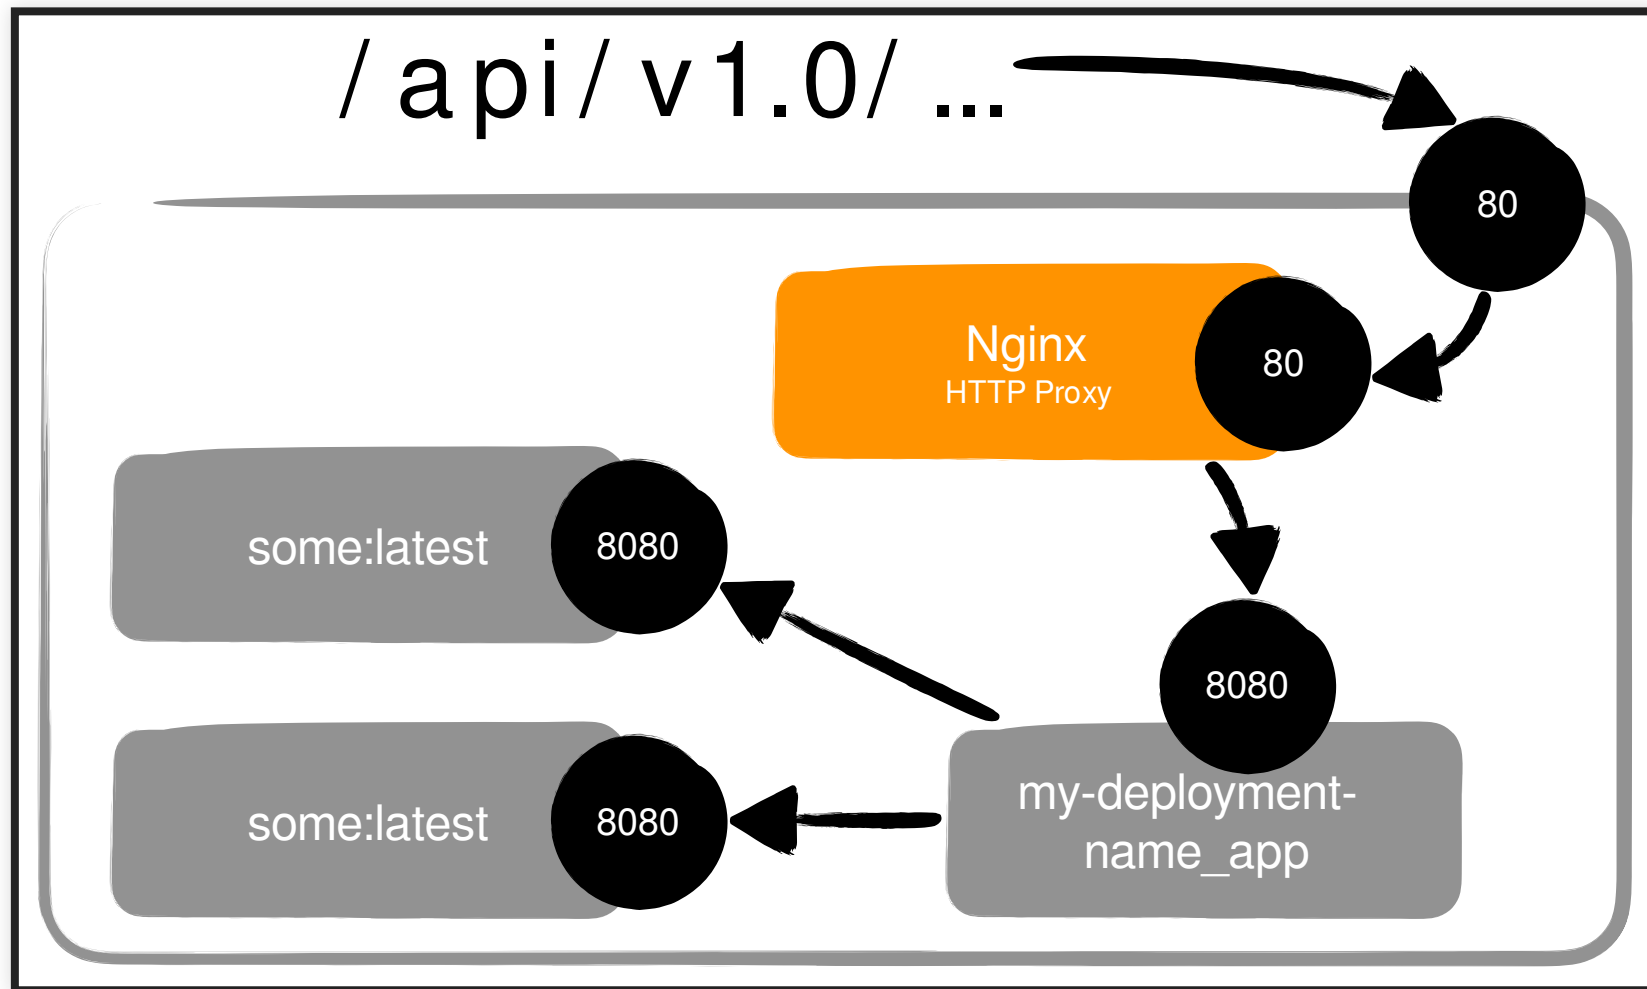 /api/v1.0/...
80
Nginx
HTTP Proxy
80
some:latest
8080
8080
some:latest
8080
my-deployment-
name_app